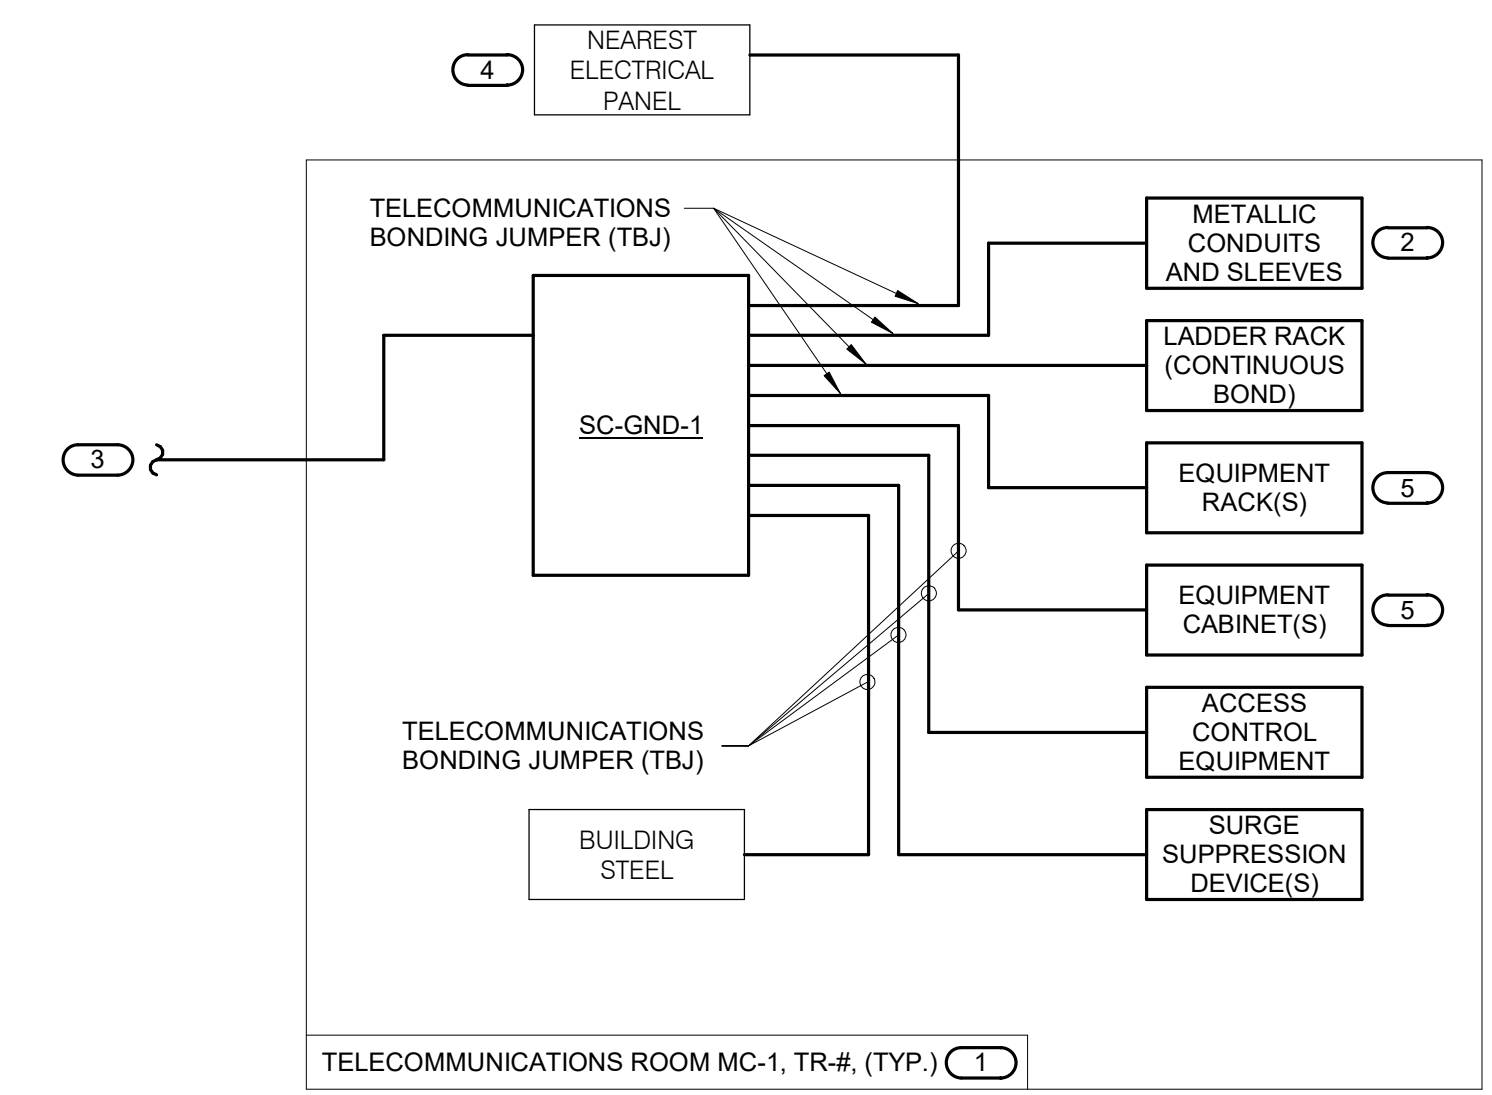 NEAREST
ELECTRICAL
PANEL
4
TELECOMMUNICATIONS
BONDING JUMPER (TBJ)
METALLIC
CONDUITS
AND SLEEVES
2
LADDER RACK
(CONTINUOUS
BOND)
SC-GND-1
3
EQUIPMENT
RACK(S)
5
EQUIPMENT
CABINET(S)
5
ACCESS
CONTROL
EQUIPMENT
TELECOMMUNICATIONS
BONDING JUMPER (TBJ)
BUILDING
STEEL
SURGE
SUPPRESSION
DEVICE(S)
TELECOMMUNICATIONS ROOM MC-1, TR-#, (TYP.) 1